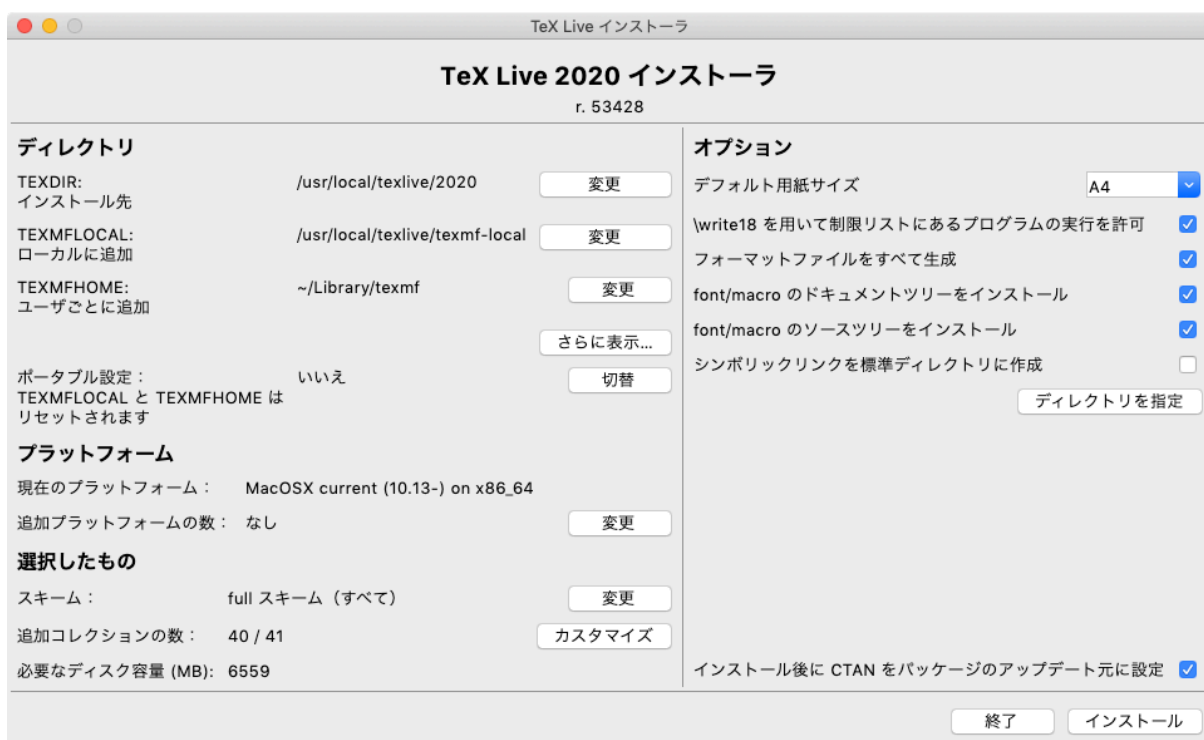 TeX Live インストーラ
TeX Live 2020 インストーラ
r. 53428
ディレクトリ
TEXDIR: /usr/local/texlive/2020 変更
インストール先
TEXMFLOCAL: /usr/local/texlive/texmf-local 変更
ローカルに追加
TEXMFHOME: ~/Library/texmf 変更
ユーザごとに追加
さらに表示...
ポータブル設定： いいえ 切替
TEXMFLOCAL と TEXMFHOME は
リセットされます
プラットフォーム
現在のプラットフォーム： MacOSX current (10.13-) on x86_64
追加プラットフォームの数： なし 変更
選択したもの
スキーム： full スキーム（すべて） 変更
追加コレクションの数： 40 / 41 カスタマイズ
必要なディスク容量 (MB): 6559
オプション
デフォルト用紙サイズ A4
\write18 を用いて制限リストにあるプログラムの実行を許可
フォーマットファイルをすべて生成
font/macro のドキュメントツリーをインストール
font/macro のソースツリーをインストール
シンボリックリンクを標準ディレクトリに作成
ディレクトリを指定
インストール後に CTAN をパッケージのアップデート元に設定
終了 インストール